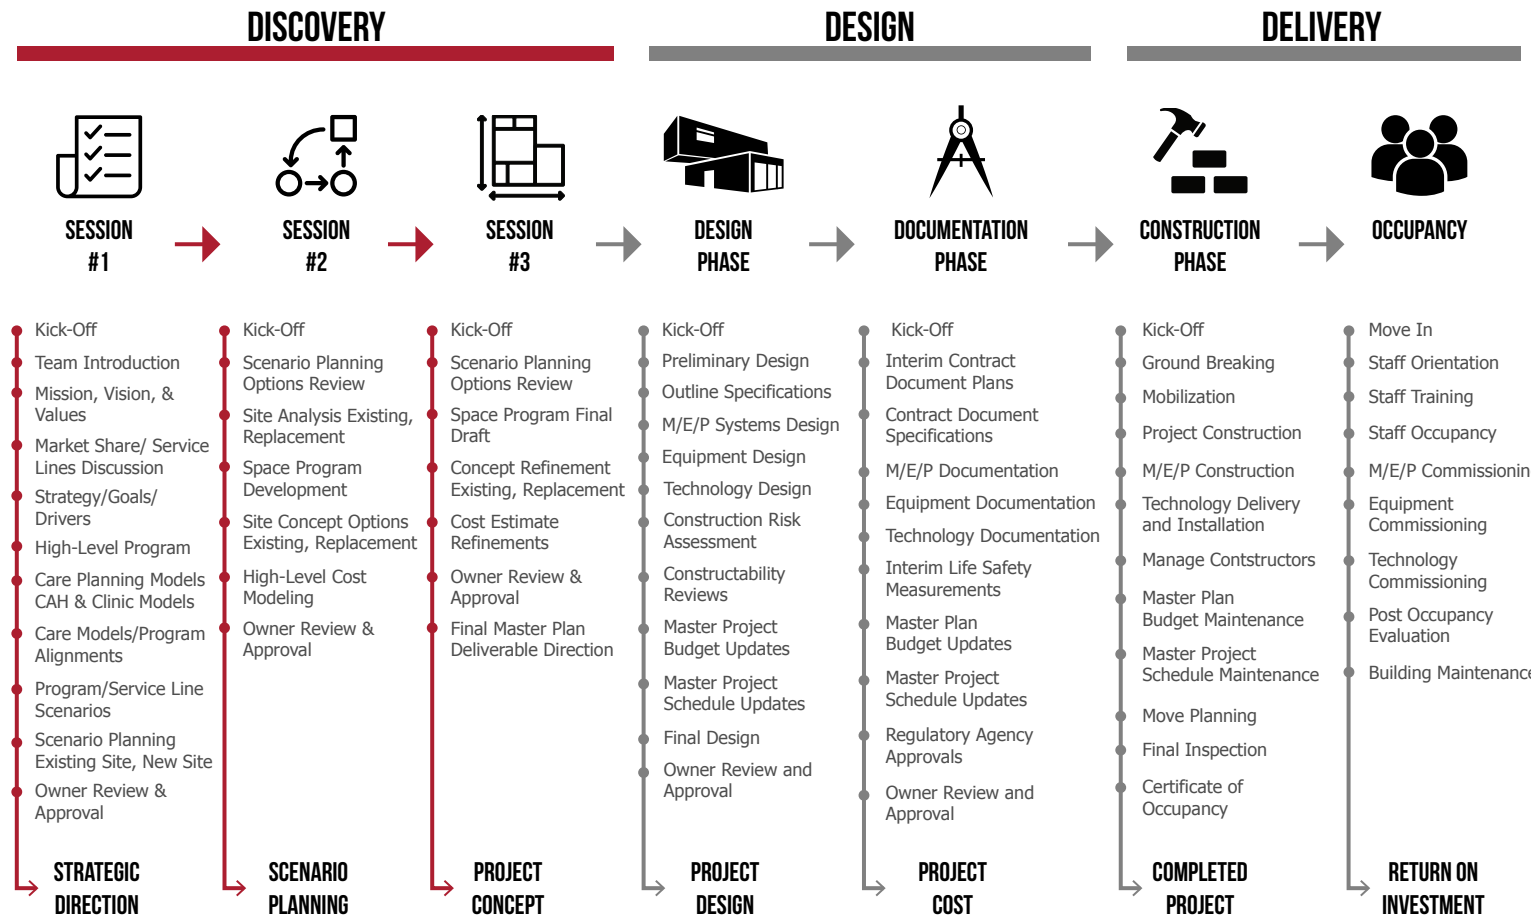 DISCOVERY
DESIGN
DELIVERY
SESSION
#1
SESSION
#2
SESSION
#3
DESIGN
PHASE
DOCUMENTATION
PHASE
CONSTRUCTION
PHASE
OCCUPANCY
Kick-Off
Team Introduction
Mission, Vision, &
Values
Market Share/ Service
Lines Discussion
Strategy/Goals/
Drivers
High-Level Program
Care Planning Models
CAH & Clinic Models
Care Models/Program
Alignments
Program/Service Line
Scenarios
Scenario Planning
Existing Site, New Site
Owner Review &
Approval
STRATEGIC
DIRECTION
Kick-Off
Scenario Planning
Options Review
Site Analysis Existing,
Replacement
Space Program
Development
Site Concept Options
Existing, Replacement
High-Level Cost
Modeling
Owner Review &
Approval
SCENARIO
PLANNING
Kick-Off
Scenario Planning
Options Review
Space Program Final
Draft
Concept Refinement
Existing, Replacement
Cost Estimate
Refinements
Owner Review &
Approval
Final Master Plan
Deliverable Direction
PROJECT
CONCEPT
Kick-Off
Preliminary Design
Outline Specifications
M/E/P Systems Design
Equipment Design
Technology Design
Construction Risk
Assessment
Constructability
Reviews
Master Project
Budget Updates
Master Project
Schedule Updates
Final Design
Owner Review and
Approval
PROJECT
DESIGN
Kick-Off
Interim Contract
Document Plans
Contract Document
Specifications
M/E/P Documentation
Equipment Documentation
Technology Documentation
Interim Life Safety
Measurements
Master Plan
Budget Updates
Master Project
Schedule Updates
Regulatory Agency
Approvals
Owner Review and
Approval
PROJECT
COST
Kick-Off
Ground Breaking
Mobilization
Project Construction
M/E/P Construction
Technology Delivery
and Installation
Manage Contstructors
Master Plan
Budget Maintenance
Master Project
Schedule Maintenance
Move Planning
Final Inspection
Certificate of
Occupancy
COMPLETED
PROJECT
Move In
Staff Orientation
Staff Training
Staff Occupancy
M/E/P Commissionin
Equipment
Commissioning
Technology
Commissioning
Post Occupancy
Evaluation
Building Maintenance
RETURN ON
INVESTMENT